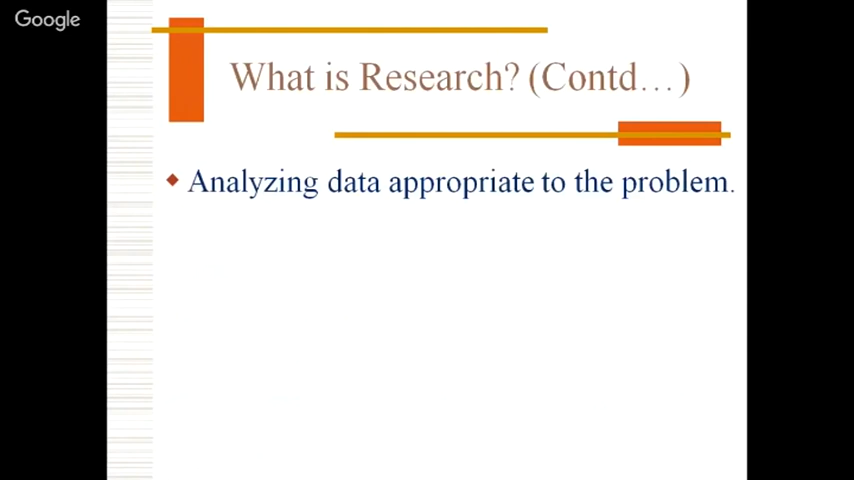 Google
What is Research? (Contd…)
Analyzing data appropriate to the problem.